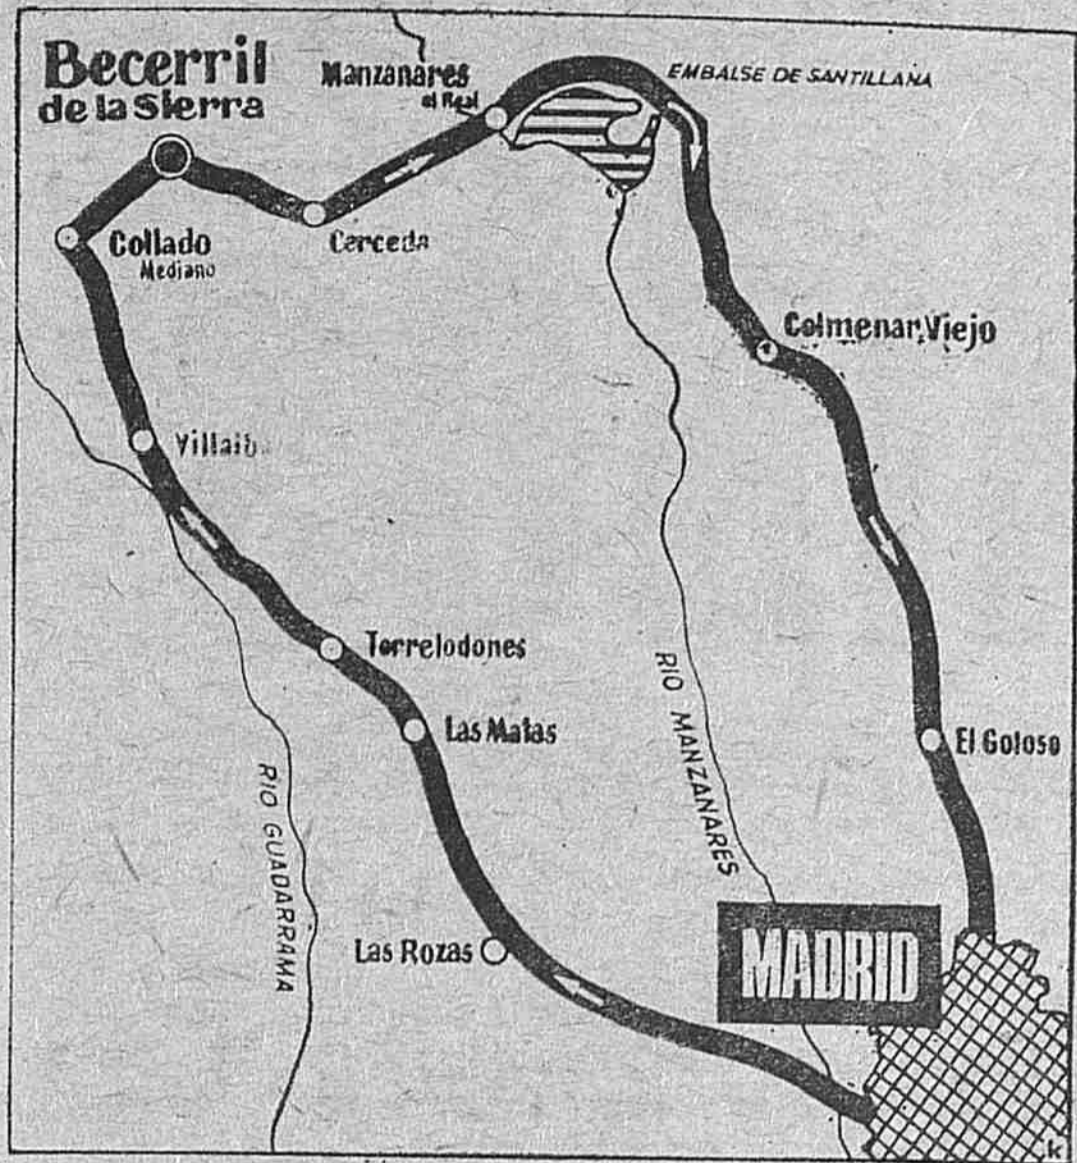 Becerril
de la Sierra
Manzanares
el Real
EMBALSE DE SANTILLANA
Collado
Mediano
Cerceda
Colmenar Viejo
Villalba
Torrelodones
Las Matas
El Goloso
RIO MANZANARES
RIO GUADARRAMA
Las Rozas
MADRID
k